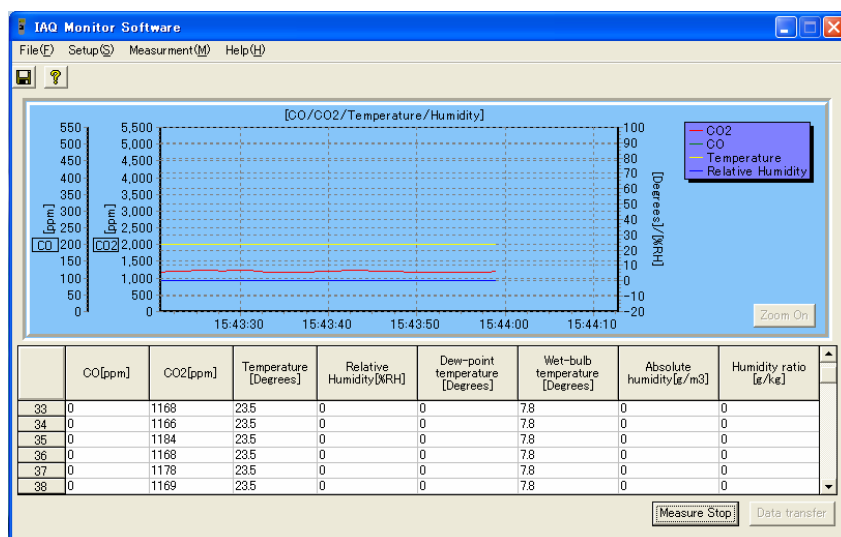 IAQ Monitor Software
File(F) Setup(S) Measurment(M) Help(H)
[CO/CO2/Temperature/Humidity]
550 5,500 100
500 5,000 90
450 4,500 80
400 4,000 70
350 3,500 60
300 3,000 50
250 2,500 40
200 2,000 30
150 1,500 20
100 1,000 10
50 500 0
0 0 -10
-20
CO [ppm]
CO2 [ppm]
[Degrees]/[%RH]
CO2
CO
Temperature
Relative Humidity
15:43:30 15:43:40 15:43:50 15:44:00 15:44:10
Zoom On
CO[ppm] CO2[ppm] Temperature [Degrees] Relative Humidity[%RH] Dew-point temperature [Degrees] Wet-bulb temperature [Degrees] Absolute humidity[g/m3] Humidity ratio [g/kg]
33 0 1168 23.5 0 0 7.8 0 0
34 0 1166 23.5 0 0 7.8 0 0
35 0 1184 23.5 0 0 7.8 0 0
36 0 1168 23.5 0 0 7.8 0 0
37 0 1178 23.5 0 0 7.8 0 0
38 0 1169 23.5 0 0 7.8 0 0
Measure Stop Data transfer